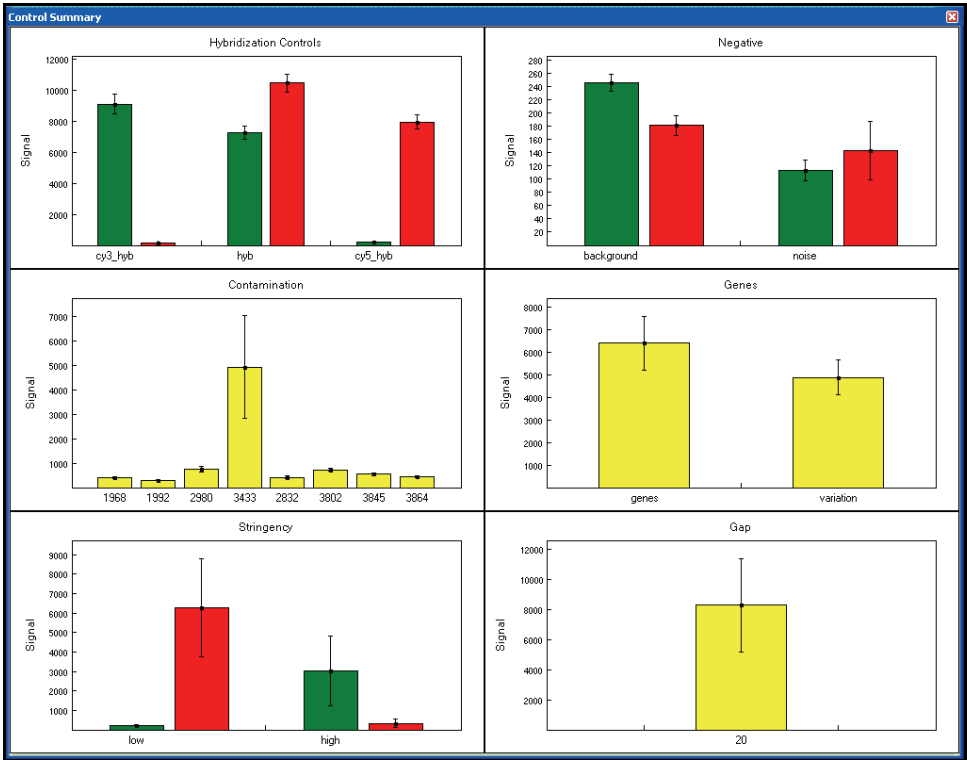 Control Summary
Hybridization Controls
12000
10000
8000
6000
4000
2000
Signal
cy3_hyb hyb cy5_hyb
Negative
280
260
240
220
200
180
160
140
120
100
80
60
40
20
Signal
background noise
Contamination
7000
6000
5000
4000
3000
2000
1000
Signal
1968 1992 2980 3433 2832 3802 3845 3864
Genes
8000
7000
6000
5000
4000
3000
2000
1000
Signal
genes variation
Stringency
9000
8000
7000
6000
5000
4000
3000
2000
1000
Signal
low high
Gap
12000
10000
8000
6000
4000
2000
Signal
20